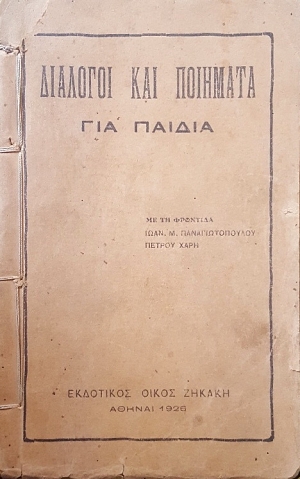 ΔΙΑΛΟΓΟΙ ΚΑΙ ΠΟΙΗΜΑΤΑ
ΓΙΑ ΠΑΙΔΙΑ
ΜΕ ΤΗ ΦΡΟΝΤΙΔΑ
ΙΩΑΝ. Μ. ΠΑΝΑΓΙΩΤΟΠΟΥΛΟΥ
ΠΕΤΡΟΥ ΧΑΡΗ
ΕΚΔΟΤΙΚΟΣ ΟΙΚΟΣ ΖΗΚΑΚΗ
ΑΘΗΝΑΙ 1926